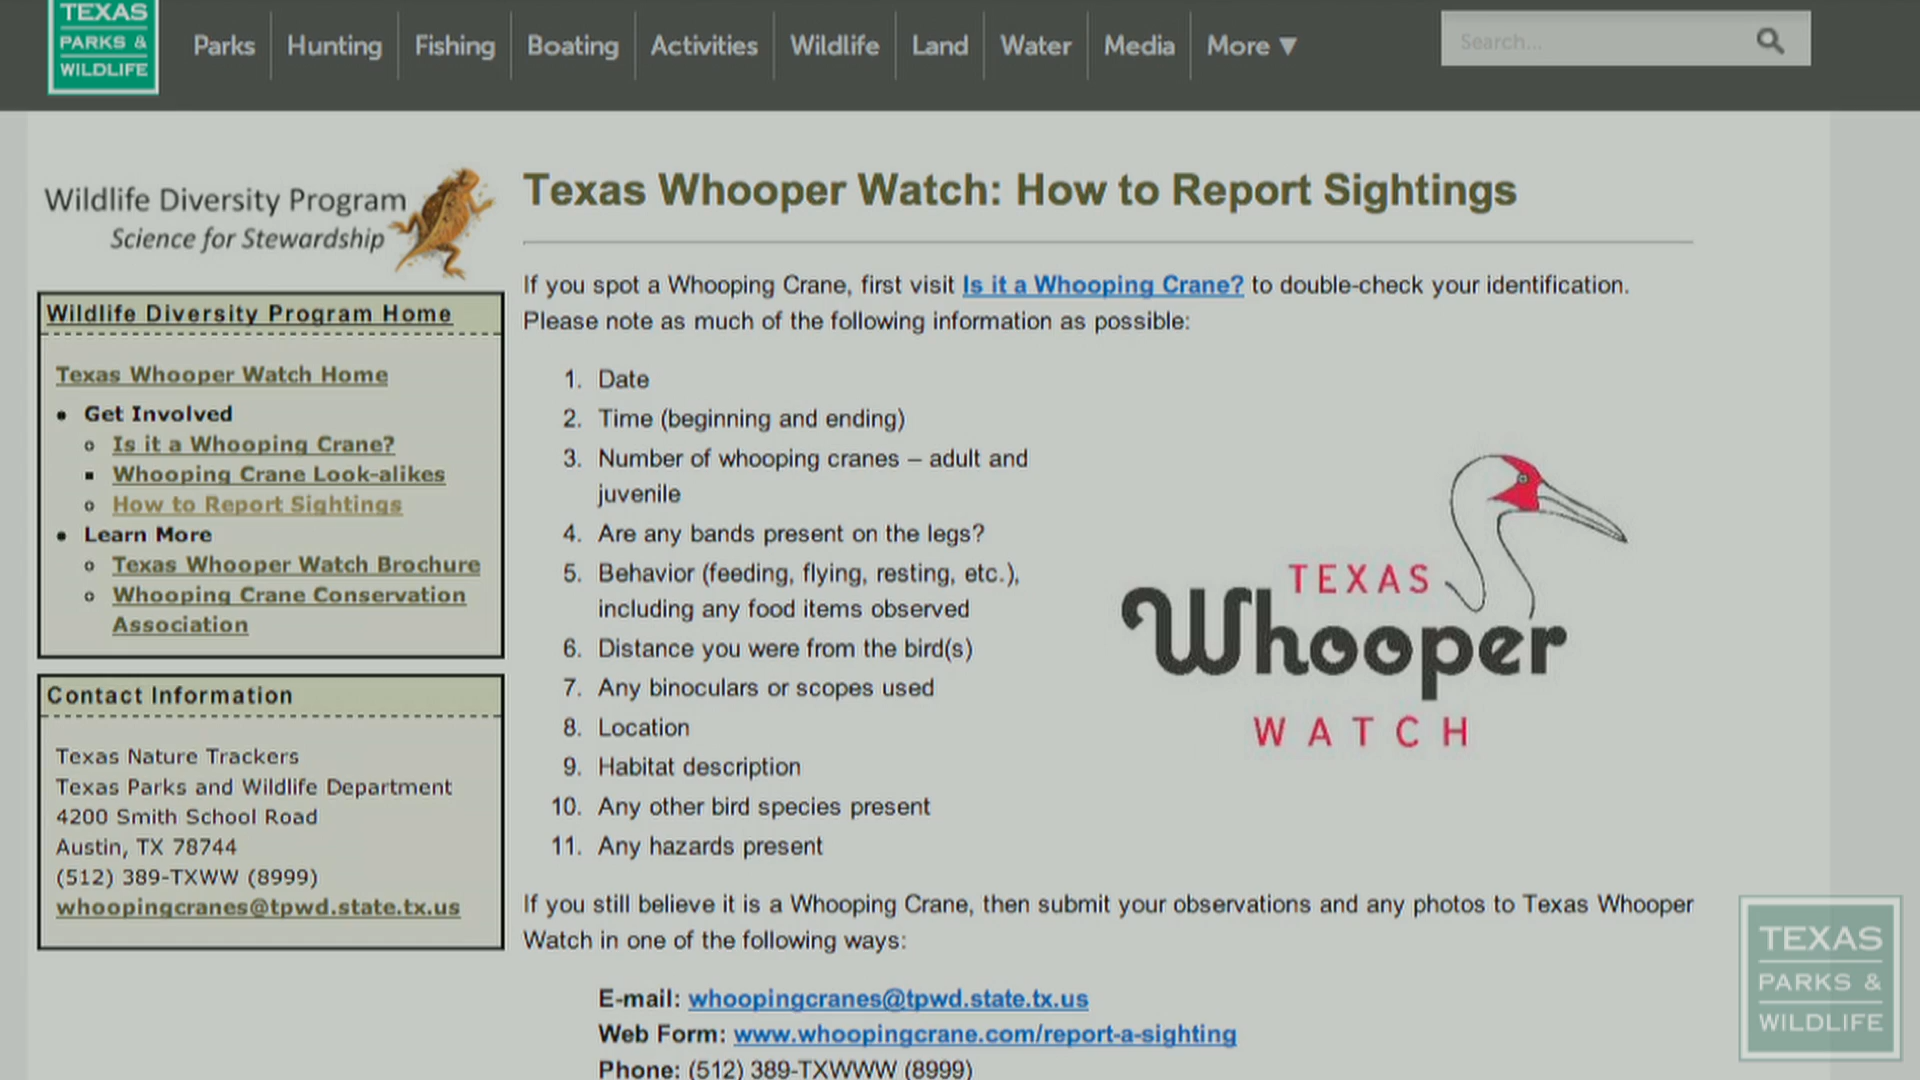 TEXAS
PARKS &
WILDLIFE
Parks
Hunting
Fishing
Boating
Activities
Wildlife
Land
Water
Media
More ▼
Search...
Wildlife Diversity Program
Science for Stewardship
Wildlife Diversity Program Home
Texas Whooper Watch Home
Get Involved
Is it a Whooping Crane?
Whooping Crane Look-alikes
How to Report Sightings
Learn More
Texas Whooper Watch Brochure
Whooping Crane Conservation
Association
Contact Information
Texas Nature Trackers
Texas Parks and Wildlife Department
4200 Smith School Road
Austin, TX 78744
(512) 389-TXWW (8999)
whoopingcranes@tpwd.state.tx.us
Texas Whooper Watch: How to Report Sightings
If you spot a Whooping Crane, first visit Is it a Whooping Crane? to double-check your identification.
Please note as much of the following information as possible:
1. Date
2. Time (beginning and ending)
3. Number of whooping cranes – adult and
juvenile
4. Are any bands present on the legs?
5. Behavior (feeding, flying, resting, etc.),
including any food items observed
6. Distance you were from the bird(s)
7. Any binoculars or scopes used
8. Location
9. Habitat description
10. Any other bird species present
11. Any hazards present
TEXAS
Whooper
WATCH
If you still believe it is a Whooping Crane, then submit your observations and any photos to Texas Whooper
Watch in one of the following ways:
E-mail: whoopingcranes@tpwd.state.tx.us
Web Form: www.whoopingcrane.com/report-a-sighting
Phone: (512) 389-TXWWW (8999)
TEXAS
PARKS &
WILDLIFE